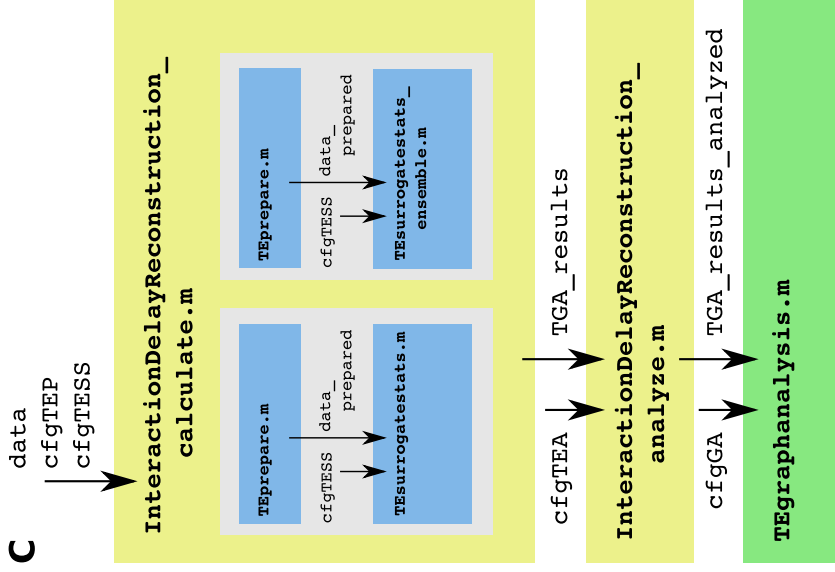 C
data
cfgTEP
cfgTESS
InteractionDelayReconstruction_
calculate.m
TEprepare.m
cfgTESS
data_
prepared
TEsurrogatestats.m
TEprepare.m
cfgTESS
data_
prepared
TEsurrogatestats_
ensemble.m
cfgTEA
TGA_results
InteractionDelayReconstruction_
analyze.m
cfgGA
TGA_results_analyzed
TEgraphanalysis.m